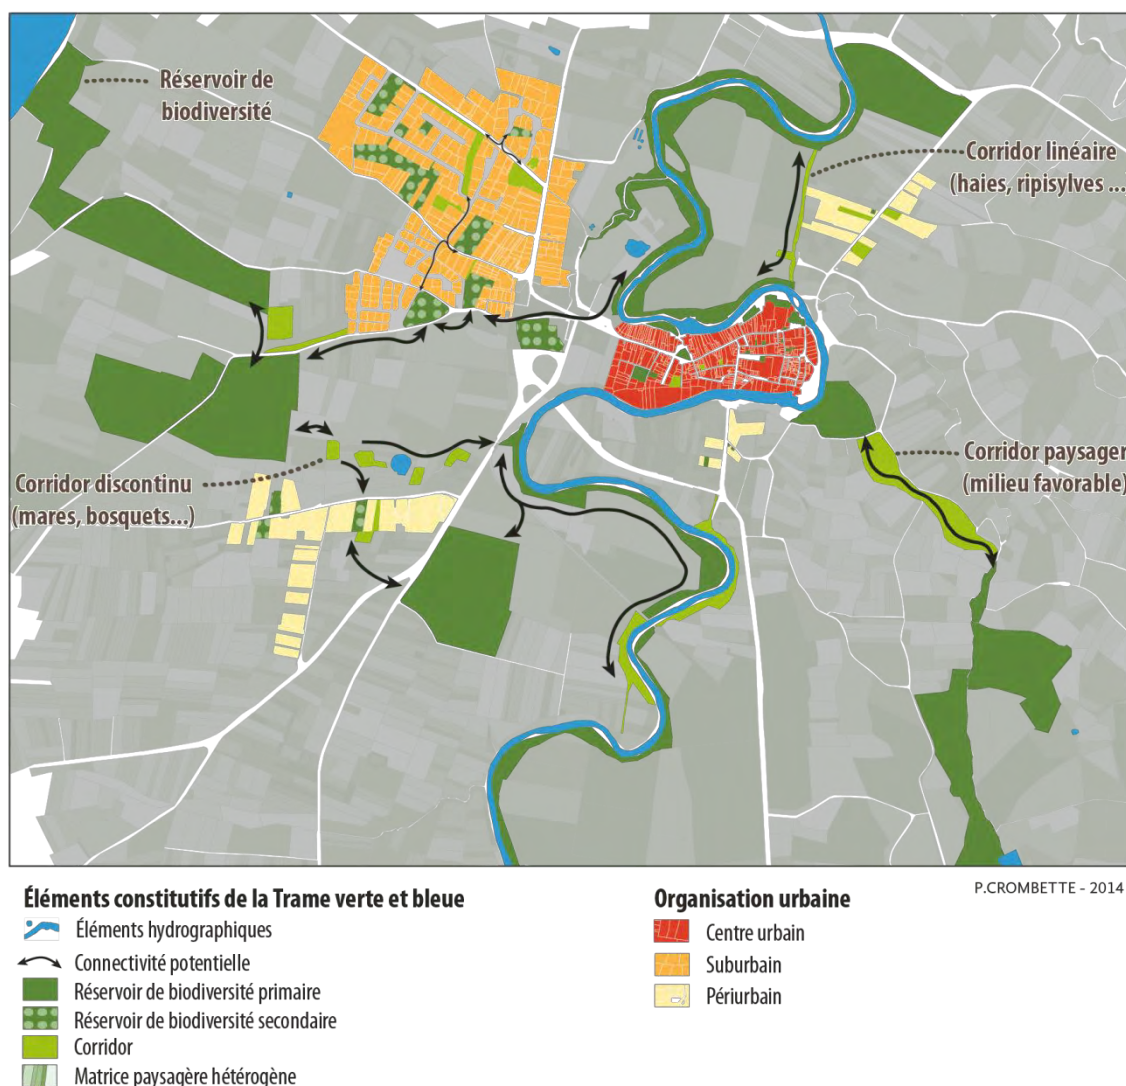 Réservoir de
biodiversité
Corridor linéaire
(haies, ripisylves ...
Corridor discontinu
(mares, bosquets...)
Corridor paysager
(milieu favorable)
P.CROMBETTE - 2014
Éléments constitutifs de la Trame verte et bleue
Éléments hydrographiques
Connectivité potentielle
Réservoir de biodiversité primaire
Réservoir de biodiversité secondaire
Corridor
Matrice paysagère hétérogène
Organisation urbaine
Centre urbain
Suburbain
Périurbain